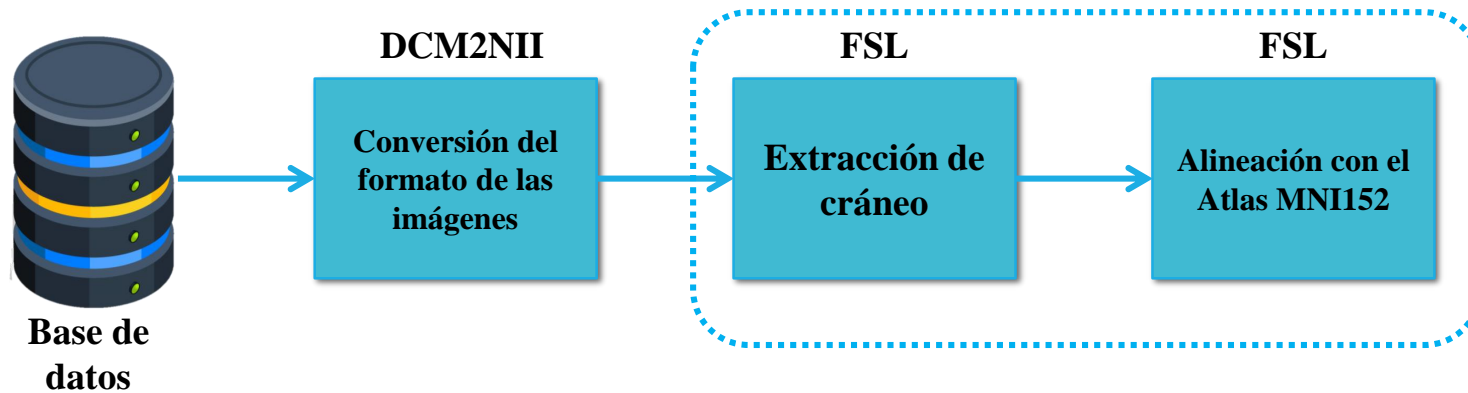 Base de
datos
DCM2NII
Conversión del
formato de las
imágenes
FSL
Extracción de
cráneo
FSL
Alineación con el
Atlas MNI152